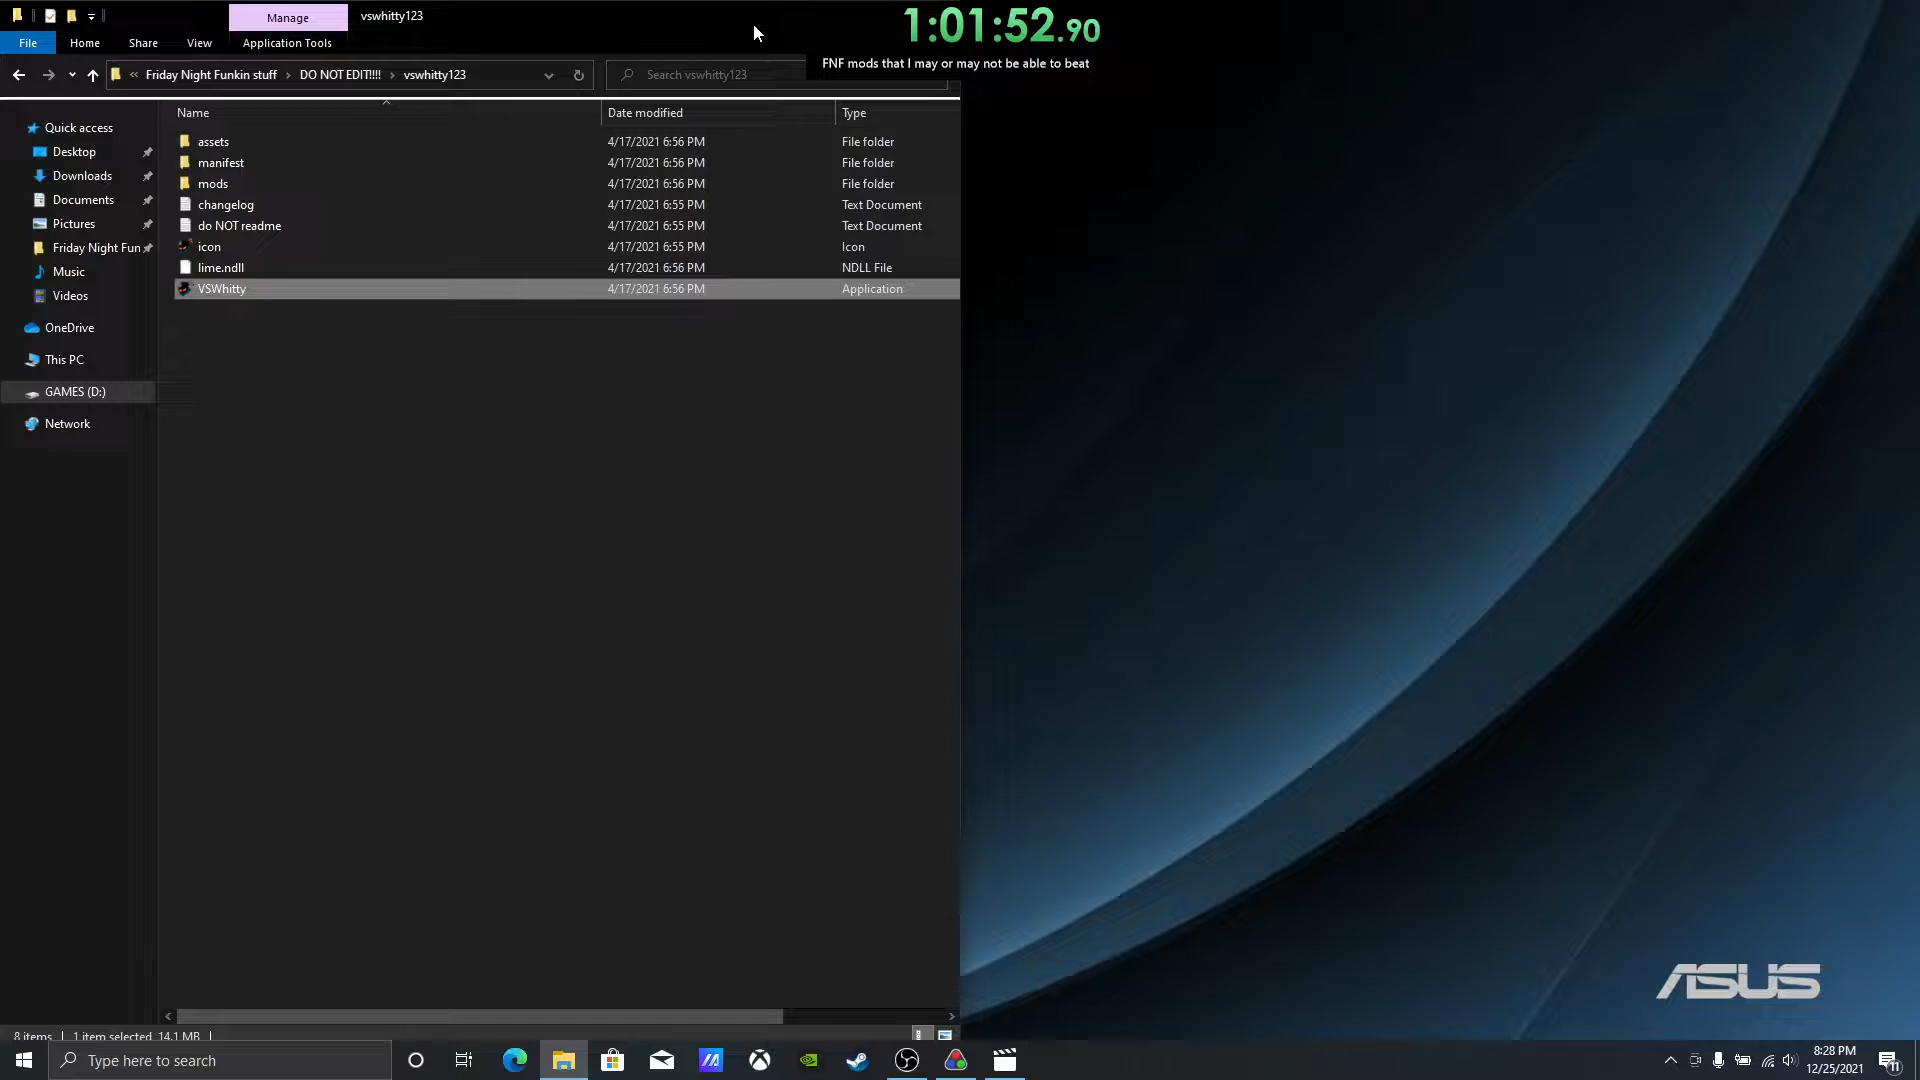 Manage
vswhitty123
1:01:52.90
File
Home
Share
View
Application Tools
FNF mods that I may or may not be able to beat
« Friday Night Funkin stuff › DO NOT EDIT!!!! › vswhitty123
Search vswhitty123
Name
Date modified
Type
Quick access
Desktop
Downloads
Documents
Pictures
Friday Night Fun
Music
Videos
OneDrive
This PC
GAMES (D:)
Network
assets
4/17/2021 6:56 PM
File folder
manifest
4/17/2021 6:56 PM
File folder
mods
4/17/2021 6:56 PM
File folder
changelog
4/17/2021 6:55 PM
Text Document
do NOT readme
4/17/2021 6:55 PM
Text Document
icon
4/17/2021 6:55 PM
Icon
lime.ndll
4/17/2021 6:56 PM
NDLL File
VSWhitty
4/17/2021 6:56 PM
Application
ASUS
8 items
1 item selected 14.1 MB
Type here to search
8:28 PM
12/25/2021
11